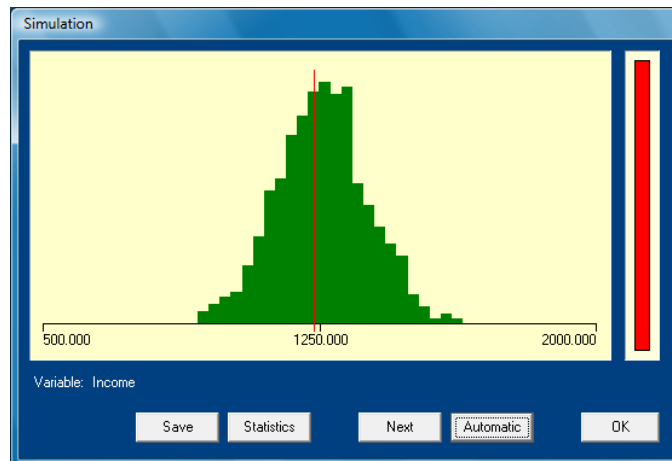 Simulation
500.000 1250.000 2000.000
Variable: Income
Save Statistics Next Automatic OK